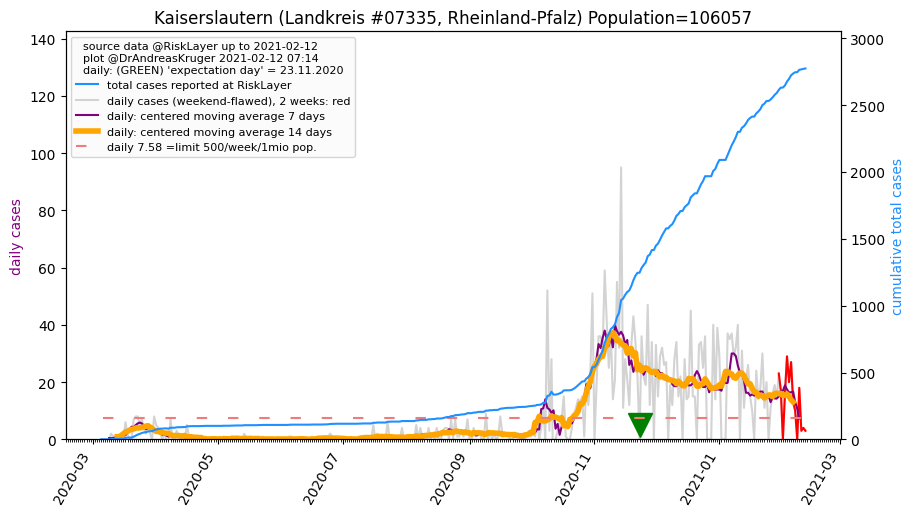 Kaiserslautern (Landkreis #07335, Rheinland-Pfalz) Population=106057
source data @RiskLayer up to 2021-02-12
plot @DrAndreasKruger 2021-02-12 07:14
daily: (GREEN) 'expectation day' = 23.11.2020
total cases reported at RiskLayer
daily cases (weekend-flawed), 2 weeks: red
daily: centered moving average 7 days
daily: centered moving average 14 days
daily 7.58 =limit 500/week/1mio pop.
daily cases
140
120
100
80
60
40
20
0
cumulative total cases
3000
2500
2000
1500
1000
500
0
2020-03
2020-05
2020-07
2020-09
2020-11
2021-01
2021-03